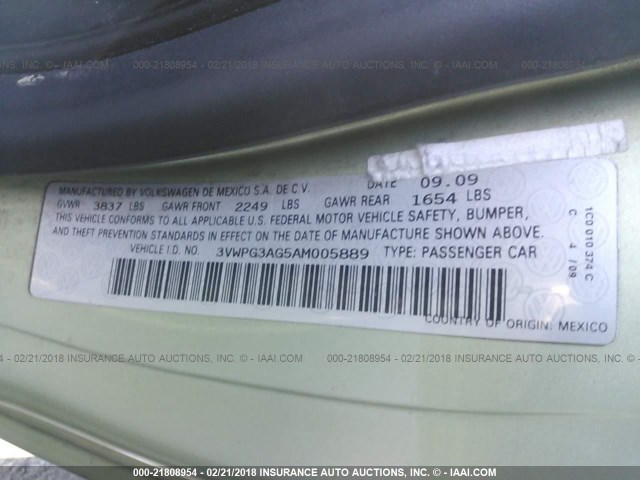 000-21808954 - 02/21/2018 INSURANCE AUTO AUCTIONS, INC. © - IAAI.COM
MANUFACTURED BY VOLKSWAGEN DE MEXICO S.A. DE C.V. DATE 09.09
GVWR 3837 LBS GAWR FRONT 2249 LBS GAWR REAR 1654 LBS
THIS VEHICLE CONFORMS TO ALL APPLICABLE U.S. FEDERAL MOTOR VEHICLE SAFETY, BUMPER,
AND THEFT PREVENTION STANDARDS IN EFFECT ON THE DATE OF MANUFACTURE SHOWN ABOVE.
VEHICLE I.D. NO. 3VWPG3AG5AM005889 TYPE: PASSENGER CAR
COUNTRY OF ORIGIN: MEXICO
1C0 010 374 C
C 4 / 09
000-21808954 - 02/21/2018 INSURANCE AUTO AUCTIONS, INC. © - IAAI.COM
000-21808954 - 02/21/2018 INSURANCE AUTO AUCTIONS, INC. © - IAAI.COM